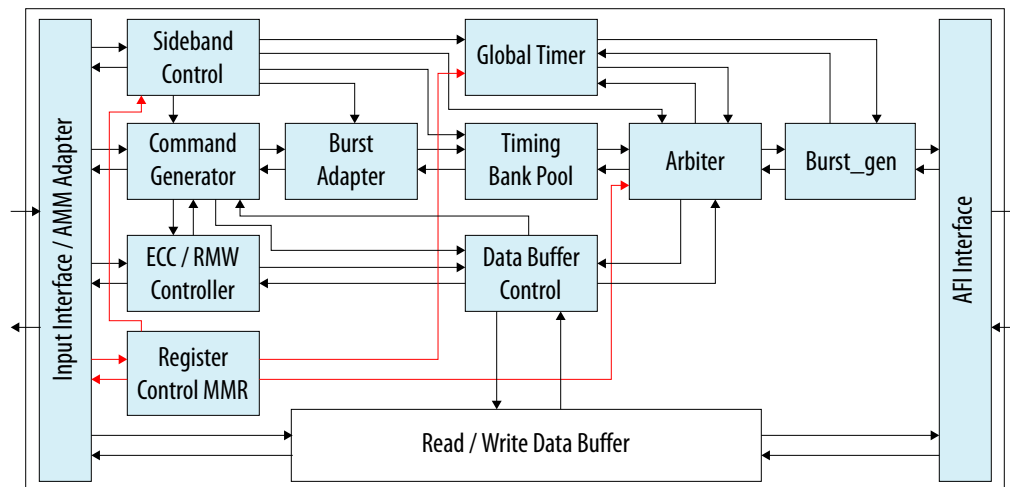 Input Interface / AMM Adapter
Sideband
Control
Global Timer
Command
Generator
Burst
Adapter
Timing
Bank Pool
Arbiter
Burst_gen
ECC / RMW
Controller
Data Buffer
Control
Register
Control MMR
Read / Write Data Buffer
AFI Interface